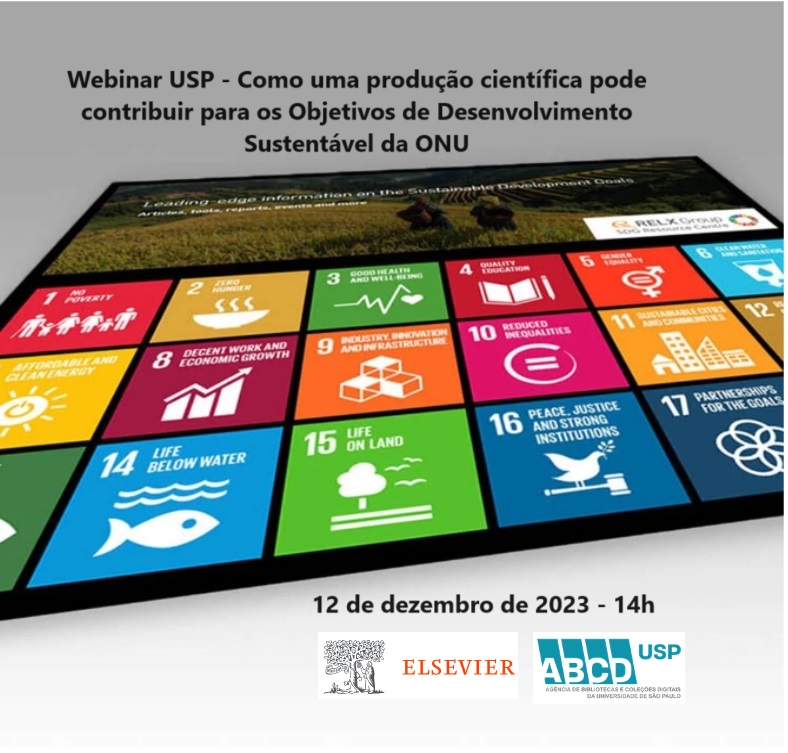 Webinar USP - Como uma produção científica pode
contribuir para os Objetivos de Desenvolvimento
Sustentável da ONU
Leading-edge information on the Sustainable Development Goals
Articles, tools, reports, events and more
RELX Group
SDG Resource Centre
1 NO
POVERTY
2 ZERO
HUNGER
3 GOOD HEALTH
AND WELL-BEING
4 QUALITY
EDUCATION
5 GENDER
EQUALITY
6 CLEAN WATER
AND SANITATION
AFFORDABLE AND
CLEAN ENERGY
8 DECENT WORK AND
ECONOMIC GROWTH
9 INDUSTRY, INNOVATION
AND INFRASTRUCTURE
10 REDUCED
INEQUALITIES
11 SUSTAINABLE CITIES
AND COMMUNITIES
12
14 LIFE
BELOW WATER
15 LIFE
ON LAND
16 PEACE, JUSTICE
AND STRONG
INSTITUTIONS
17 PARTNERSHIPS
FOR THE GOALS
12 de dezembro de 2023 - 14h
ELSEVIER
ABCD USP
AGÊNCIA DE BIBLIOTECAS E COLEÇÕES DIGITAIS
DA UNIVERSIDADE DE SÃO PAULO